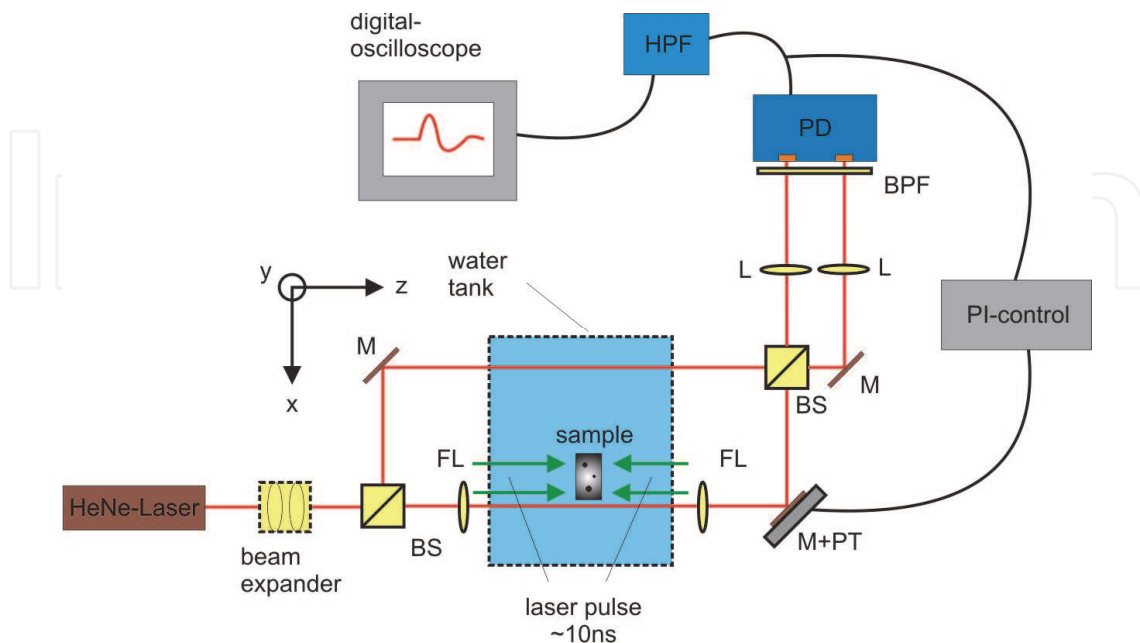 digital-
oscilloscope
HPF
PD
BPF
L
L
PI-control
water
tank
y
z
x
M
M
BS
sample
FL
FL
HeNe-Laser
BS
M+PT
beam
expander
laser pulse
~10ns